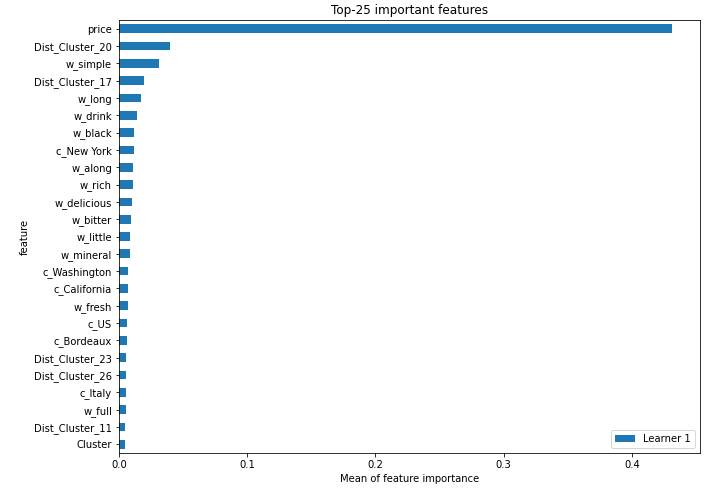 Top-25 important features
price
Dist_Cluster_20
w_simple
Dist_Cluster_17
w_long
w_drink
w_black
c_New York
w_along
w_rich
w_delicious
w_bitter
w_little
w_mineral
c_Washington
c_California
w_fresh
c_US
c_Bordeaux
Dist_Cluster_23
Dist_Cluster_26
c_Italy
w_full
Dist_Cluster_11
Cluster
feature
Learner 1
0.0 0.1 0.2 0.3 0.4
Mean of feature importance